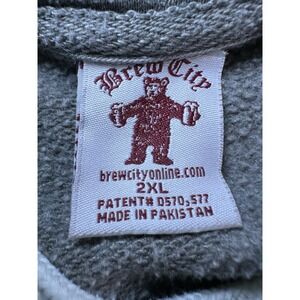 Brew City
brewcityonline.com
2XL
PATENT# D570,577
MADE IN PAKISTAN